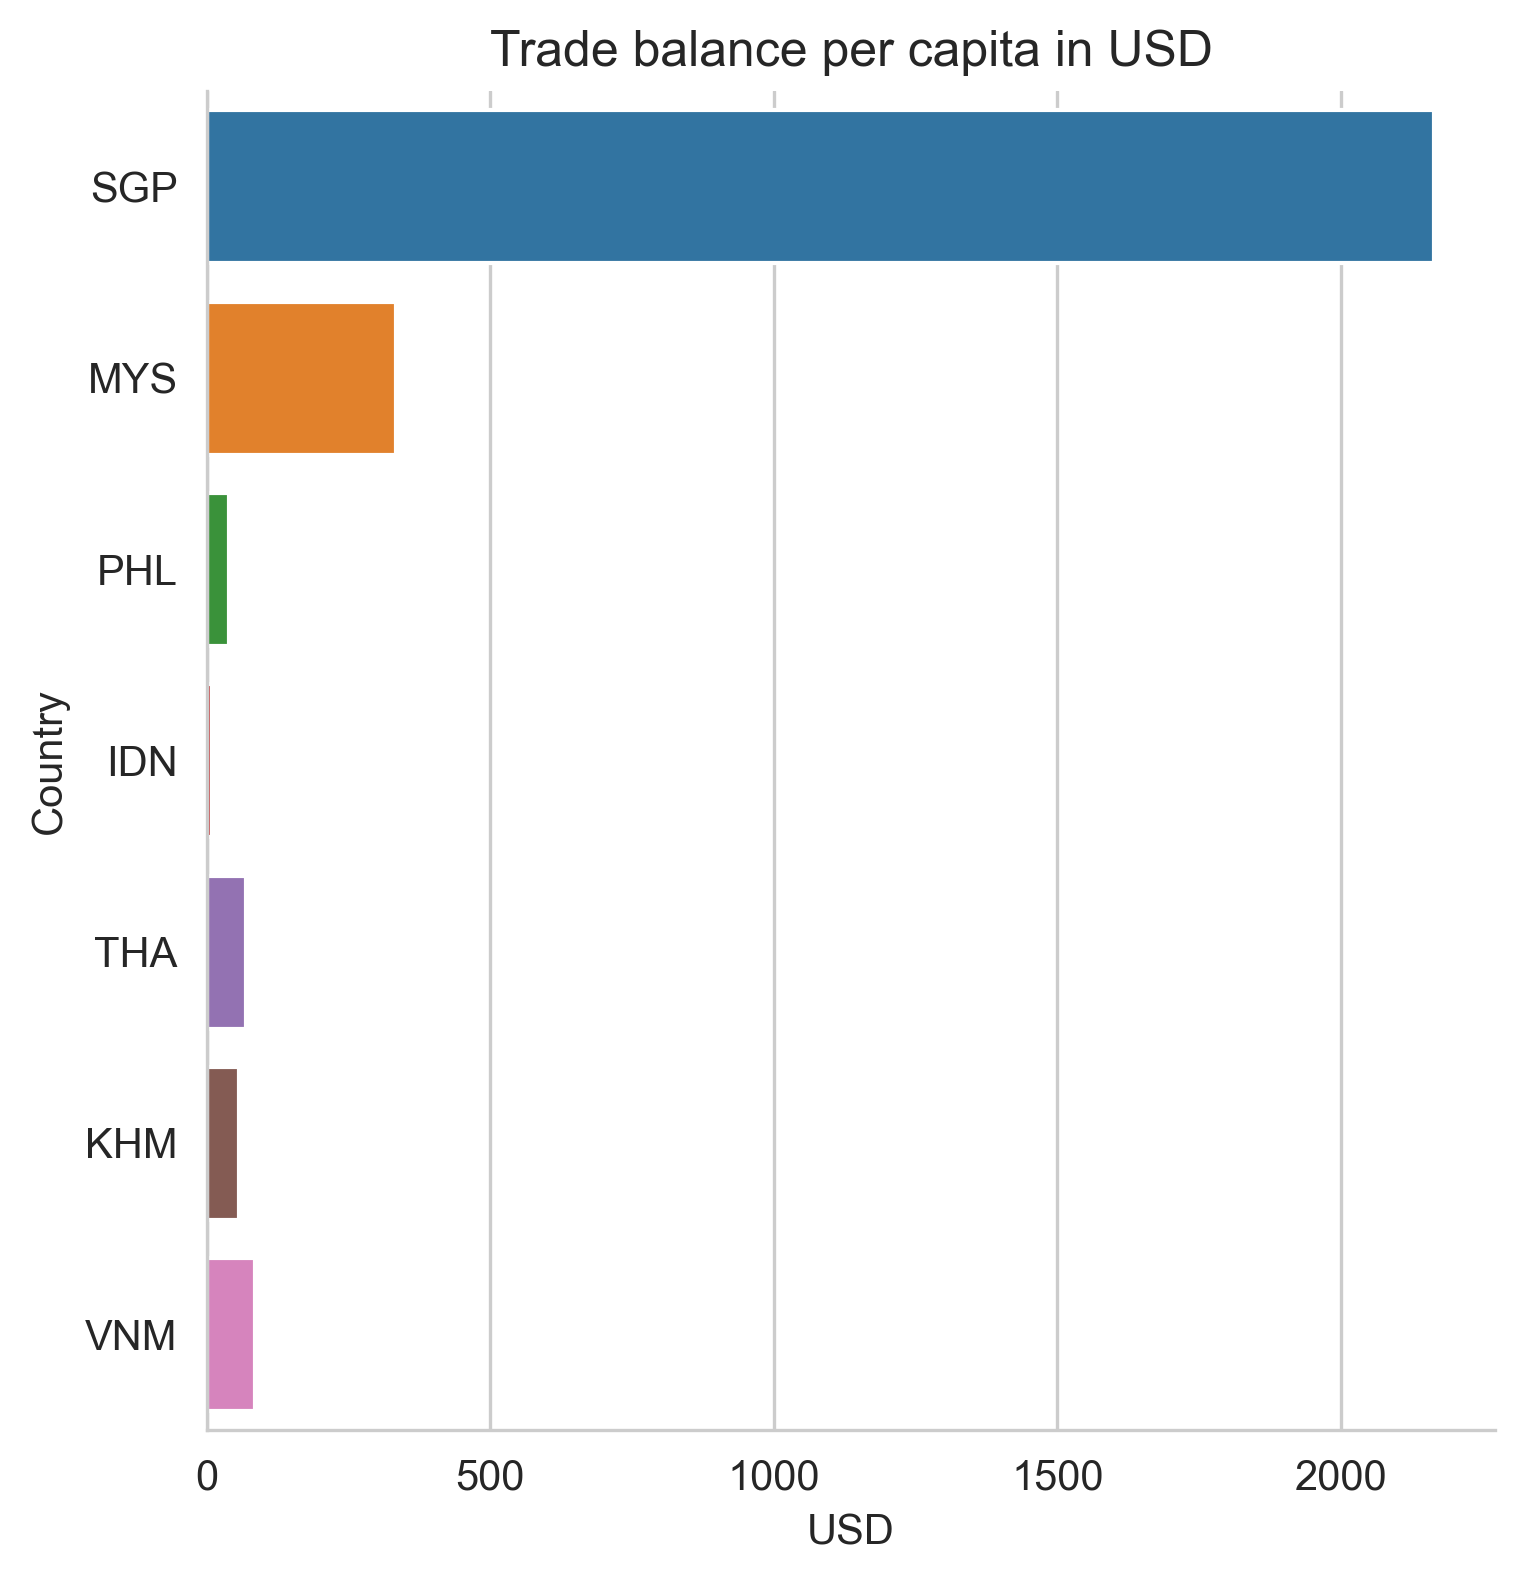 Trade balance per capita in USD
SGP
MYS
PHL
IDN
THA
KHM
VNM
Country
0 500 1000 1500 2000
USD